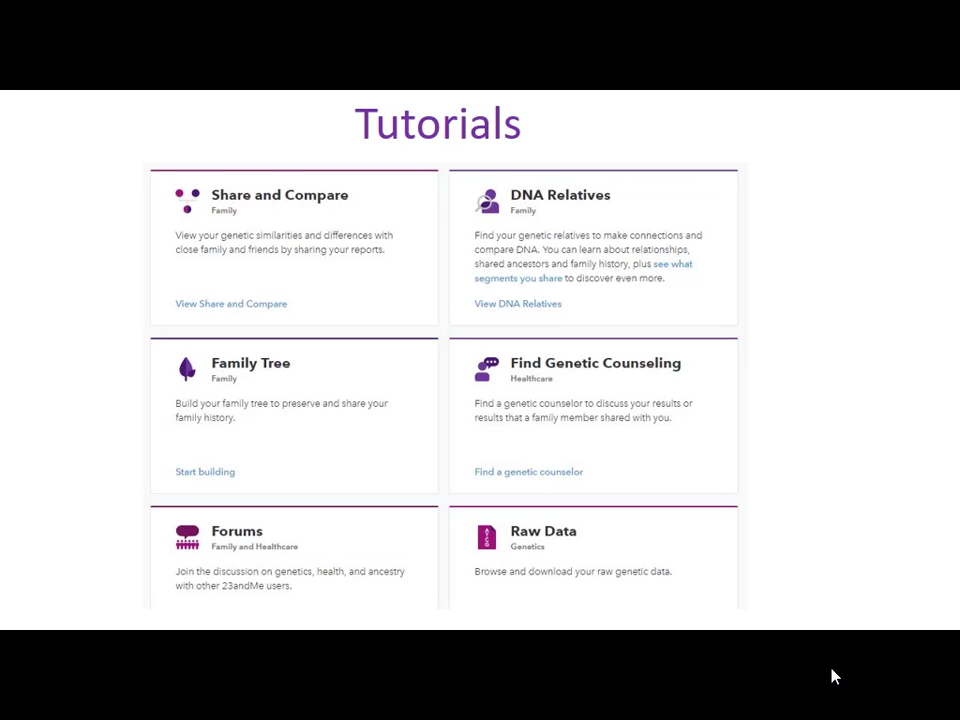 Tutorials
Share and Compare
Family
View your genetic similarities and differences with
close family and friends by sharing your reports.
View Share and Compare
DNA Relatives
Family
Find your genetic relatives to make connections and
compare DNA. You can learn about relationships,
shared ancestors and family history, plus see what
segments you share to discover even more.
View DNA Relatives
Family Tree
Family
Build your family tree to preserve and share your
family history.
Start building
Find Genetic Counseling
Healthcare
Find a genetic counselor to discuss your results or
results that a family member shared with you.
Find a genetic counselor
Forums
Family and Healthcare
Join the discussion on genetics, health, and ancestry
with other 23andMe users.
Raw Data
Genetics
Browse and download your raw genetic data.